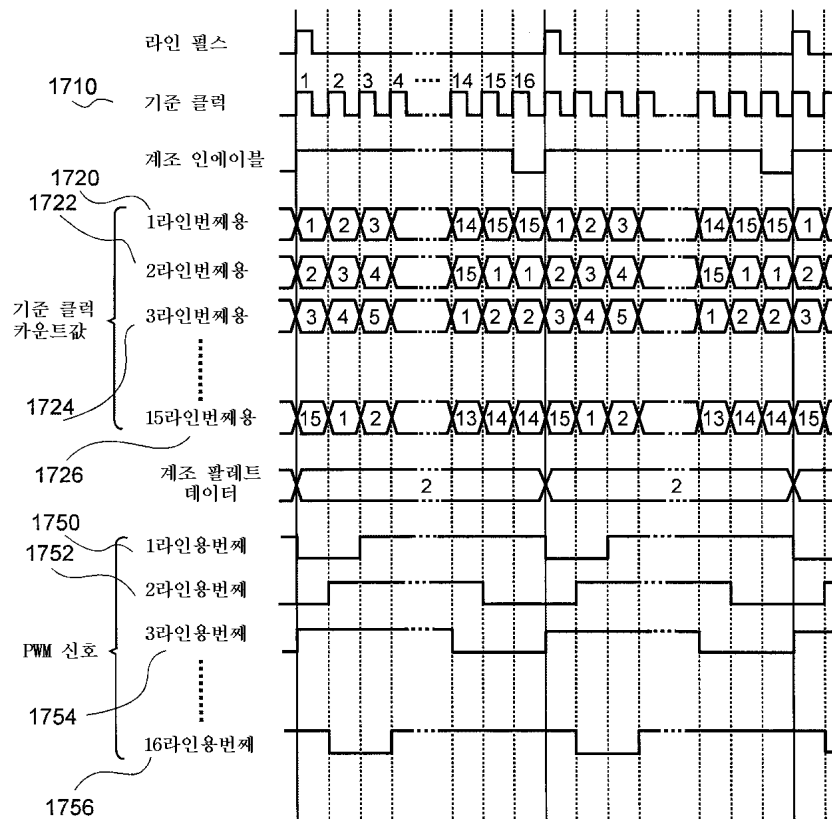 라인 펄스
1 2 3 4 14 15 16
1710
기준 클럭
계조 인에이블
1720
1722
1라인번째용
1 2 3 14 15 15 1 2 3 14 15 15 1
2라인번째용
2 3 4 15 1 1 2 3 4 15 1 1 2
기준 클럭
카운트값
3라인번째용
3 4 5 1 2 2 3 4 5 1 2 2 3
1724
15라인번째용
15 1 2 13 14 14 15 1 2 13 14 14 15
1726
계조 팔레트
데이터
2 2
1750
1라인용번째
1752
2라인용번째
3라인용번째
PWM 신호
1754
16라인용번째
1756